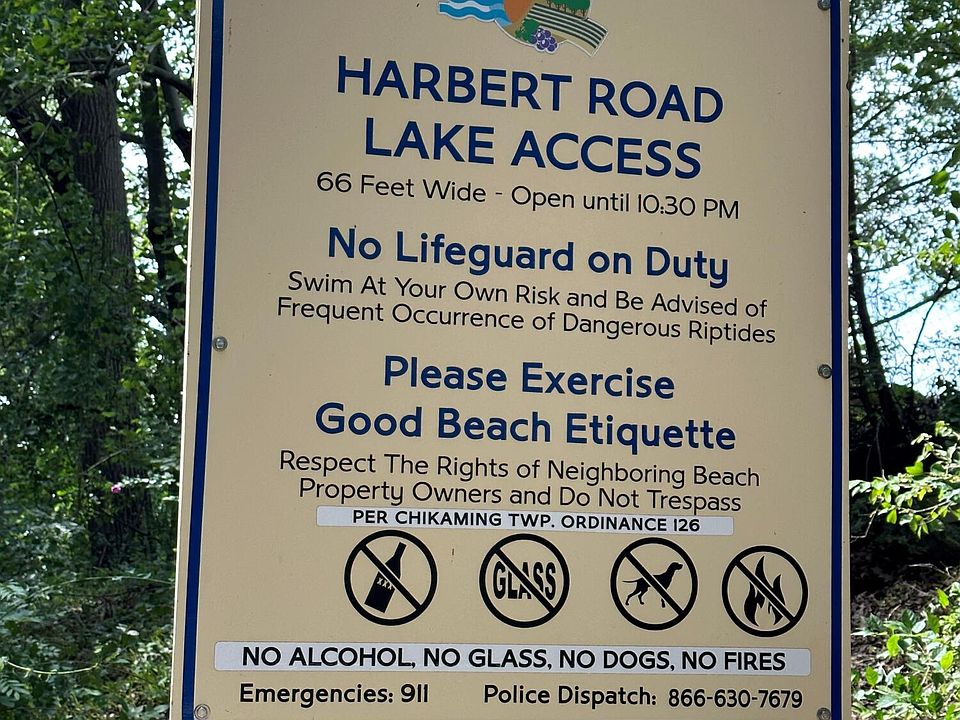 HARBERT ROAD
LAKE ACCESS
66 Feet Wide - Open until 10:30 PM
No Lifeguard on Duty
Swim At Your Own Risk and Be Advised of
Frequent Occurrence of Dangerous Riptides
Please Exercise
Good Beach Etiquette
Respect The Rights of Neighboring Beach
Property Owners and Do Not Trespass
PER CHIKAMING TWP. ORDINANCE 126
XXX GLASS
NO ALCOHOL, NO GLASS, NO DOGS, NO FIRES
Emergencies: 911 Police Dispatch: 866-630-7679